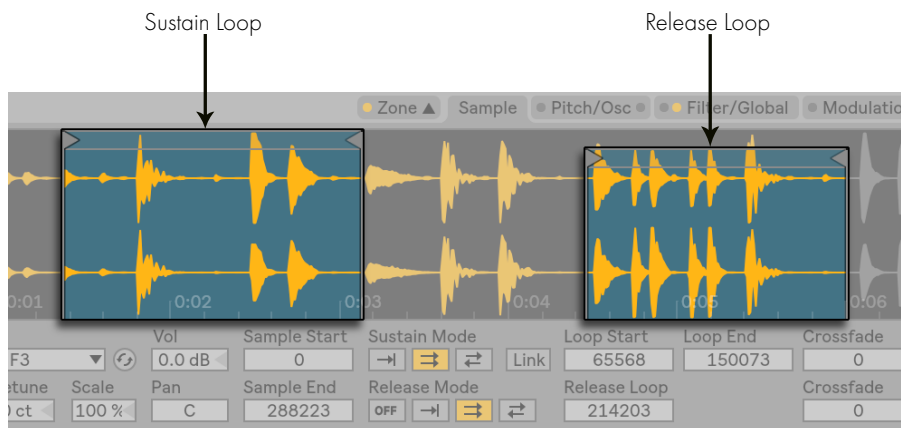 Sustain Loop
Release Loop
Zone Sample Pitch/Osc Filter/Global Modulatio
0:01 0:02 0:03 0:04 0:05 0:06
Vol Sample Start Sustain Mode Loop Start Loop End Crossfade
F3 0.0 dB 0 Link 65568 150073 0
etune Scale Pan Sample End Release Mode Release Loop Crossfade
0 ct 100 % C 288223 OFF 214203 0